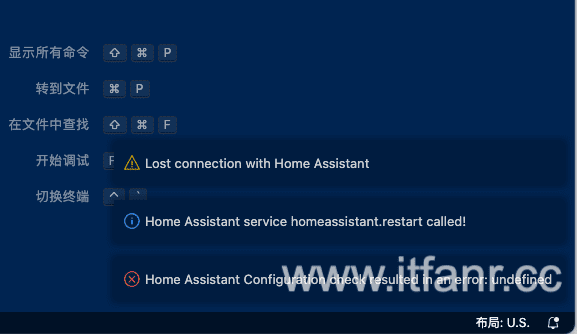 显示所有命令 ⇧ ⌘ P
转到文件 ⌘ P
在文件中查找 ⇧ ⌘ F
开始调试 F
Lost connection with Home Assistant
切换终端 ^ `
Home Assistant service homeassistant.restart called!
Home Assistant Configuration check resulted in an error: undefined
www.itfanr.cc
布局: U.S.